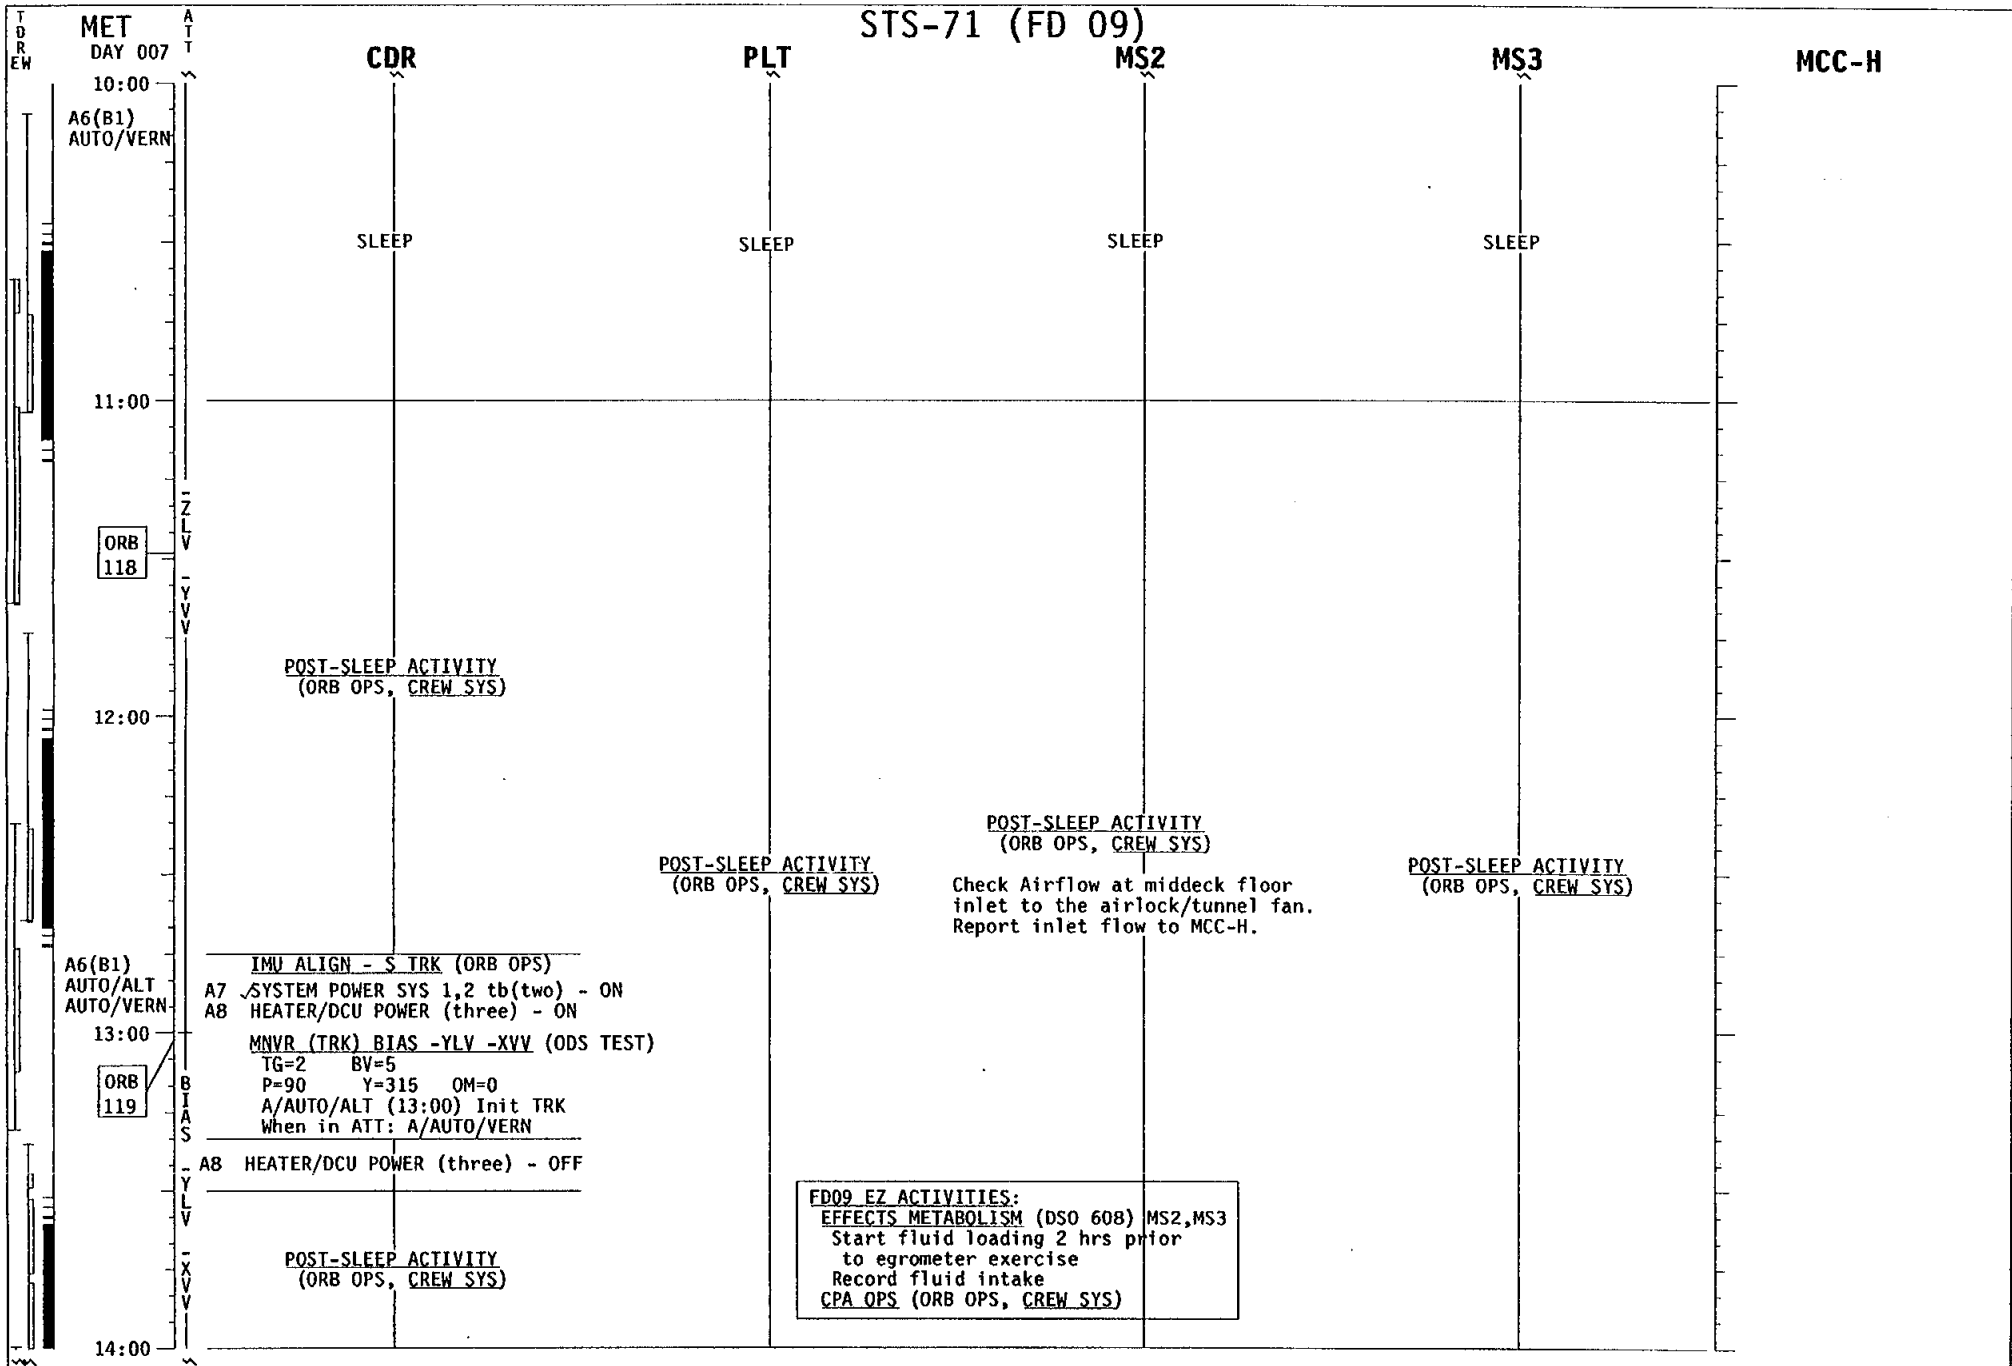 STS-71 (FD 09)
TDR
EW
MET
DAY 007
ATT
CDR
PLT
MS2
MS3
MCC-H
10:00
A6(B1)
AUTO/VERN
SLEEP
SLEEP
SLEEP
SLEEP
11:00
-ZLV
-YVV
ORB
118
POST-SLEEP ACTIVITY
(ORB OPS, CREW SYS)
12:00
POST-SLEEP ACTIVITY
(ORB OPS, CREW SYS)
POST-SLEEP ACTIVITY
(ORB OPS, CREW SYS)
Check Airflow at middeck floor
inlet to the airlock/tunnel fan.
Report inlet flow to MCC-H.
POST-SLEEP ACTIVITY
(ORB OPS, CREW SYS)
A6(B1)
AUTO/ALT
AUTO/VERN
IMU ALIGN - S TRK (ORB OPS)
A7 √SYSTEM POWER SYS 1,2 tb(two) - ON
A8 HEATER/DCU POWER (three) - ON
13:00
MNVR (TRK) BIAS -YLV -XVV (ODS TEST)
TG=2 BV=5
P=90 Y=315 OM=0
A/AUTO/ALT (13:00) Init TRK
When in ATT: A/AUTO/VERN
ORB
119
BIAS
-YLV
-XVV
A8 HEATER/DCU POWER (three) - OFF
POST-SLEEP ACTIVITY
(ORB OPS, CREW SYS)
FD09 EZ ACTIVITIES:
EFFECTS METABOLISM (DSO 608) MS2,MS3
Start fluid loading 2 hrs prior
to egrometer exercise
Record fluid intake
CPA OPS (ORB OPS, CREW SYS)
14:00